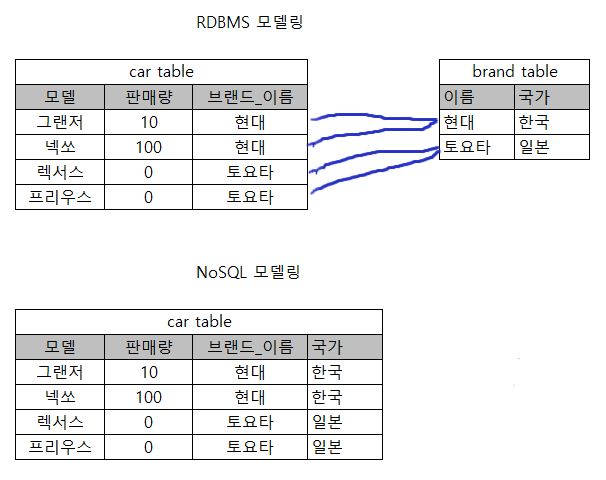 RDBMS 모델링
car table
모델 판매량 브랜드_이름
그랜저 10 현대
넥쏘 100 현대
렉서스 0 토요타
프리우스 0 토요타
brand table
이름 국가
현대 한국
토요타 일본
NoSQL 모델링
car table
모델 판매량 브랜드_이름 국가
그랜저 10 현대 한국
넥쏘 100 현대 한국
렉서스 0 토요타 일본
프리우스 0 토요타 일본